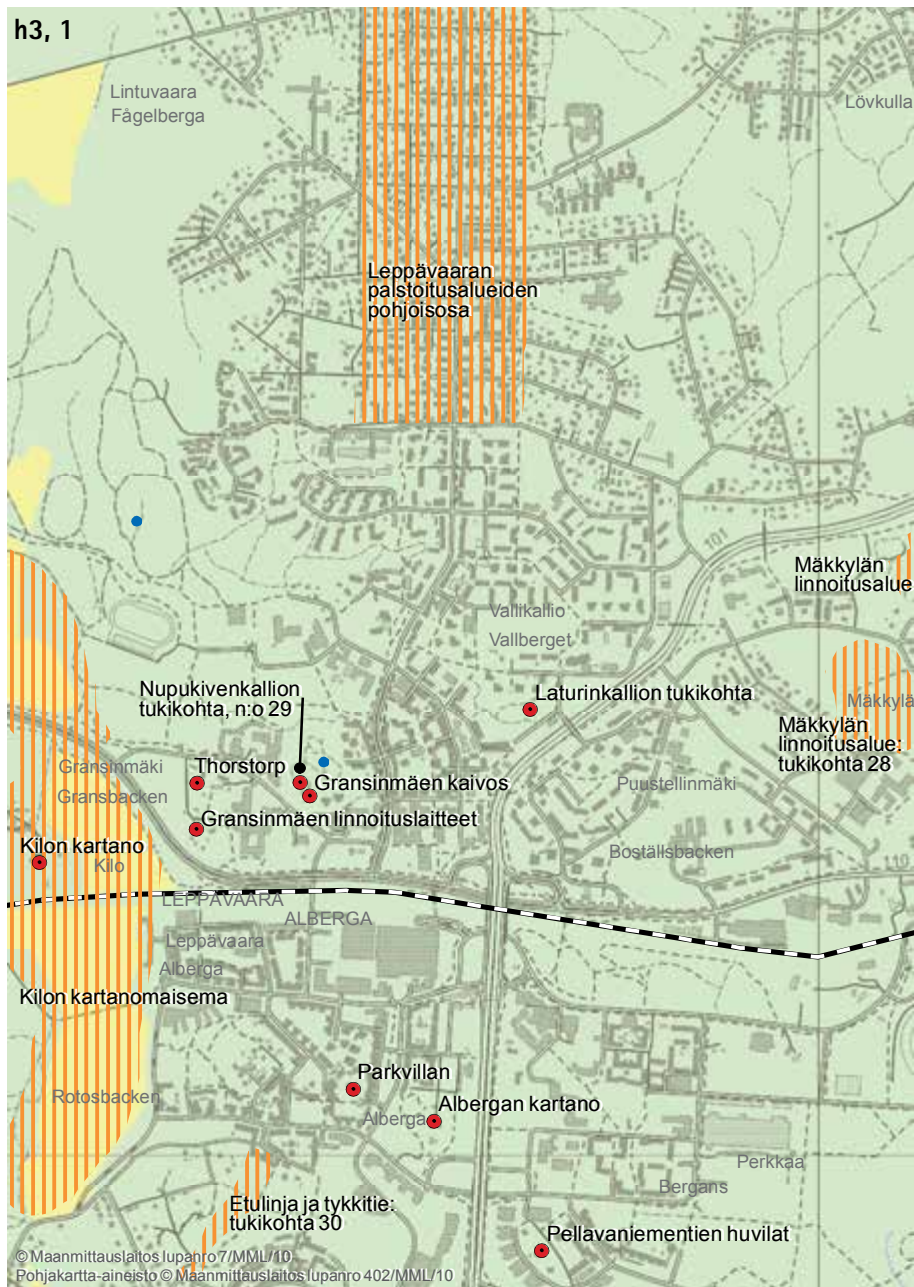 h3, 1
Lintuvaara
Fågelberga
Lövkulla
Leppävaaran
palstoitusalueiden
pohjoisosa
101
Mäkkylän
linnoitusalue
Vallikallio
Vallberget
Nupukivenkallion
tukikohta, n:o 29
Laturinkallion tukikohta
Mäkkylä
Mäkkylän
linnoitusalue:
tukikohta 28
Gransinmäki
Thorstorp
Gransinmäen kaivos
Puustellinmäki
Gransbacken
Gransinmäen linnoituslaitteet
Kilon kartano
Kilo
Boställsbacken
110
LEPPÄVAARA
ALBERGA
Leppävaara
Alberga
Kilon kartanomaisema
Parkvillan
Rotosbacken
Albergan kartano
Alberga
Perkkaa
Bergans
Etulinja ja tykkitie:
tukikohta 30
Pellavaniementien huvilat
© Maanmittauslaitos lupanro 7/MML/10
Pohjakartta-aineisto © Maanmittauslaitos lupanro 402/MML/10